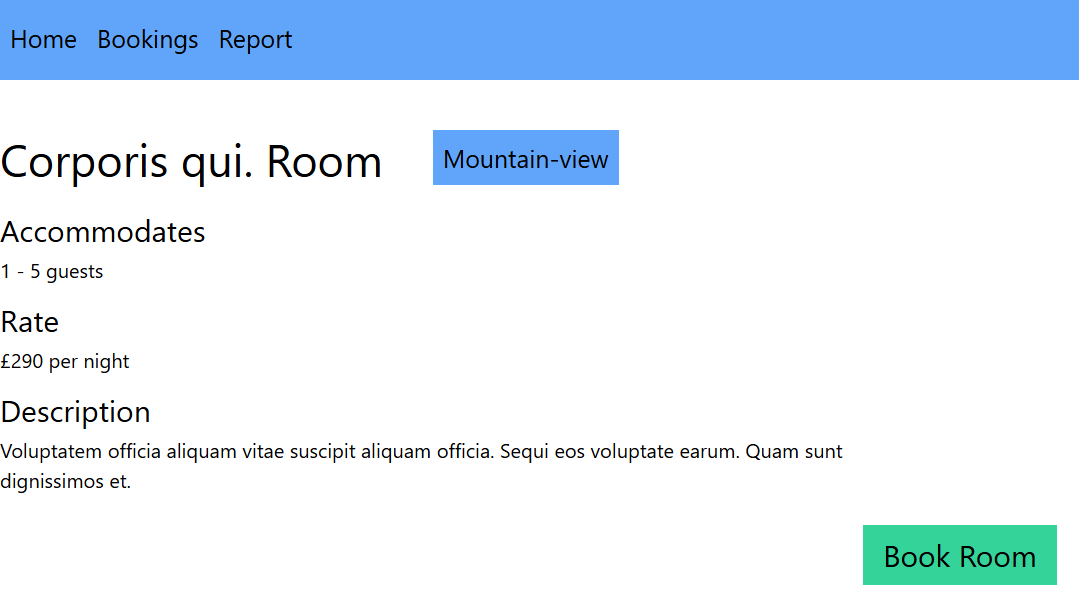 Home Bookings Report
Corporis qui. Room Mountain-view
Accommodates
1 - 5 guests
Rate
£290 per night
Description
Voluptatem officia aliquam vitae suscipit aliquam officia. Sequi eos voluptate earum. Quam sunt
dignissimos et.
Book Room